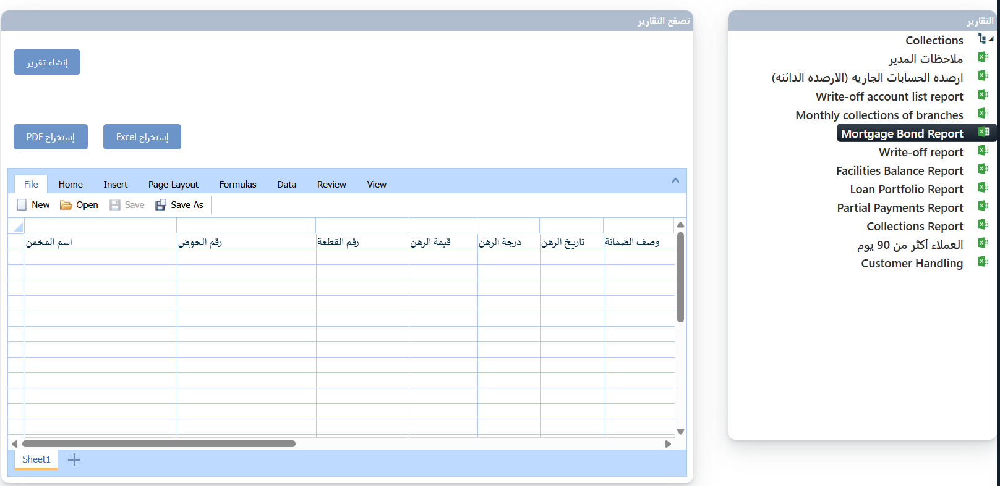 التقارير
Collections
ملاحظات المدير
ارصده الحسابات الجاريه (الارصده الدائنه)
Write-off account list report
Monthly collections of branches
Mortgage Bond Report
Write-off report
Facilities Balance Report
Loan Portfolio Report
Partial Payments Report
Collections Report
العملاء أكثر من 90 يوم
Customer Handling
تصفح التقارير
إنشاء تقرير
إستخراج PDF إستخراج Excel
File Home Insert Page Layout Formulas Data Review View
New Open Save Save As
وصف الضمانة تاريخ الرهن درجة الرهن قيمة الرهن رقم القطعة رقم الحوض اسم المخمن
Sheet1